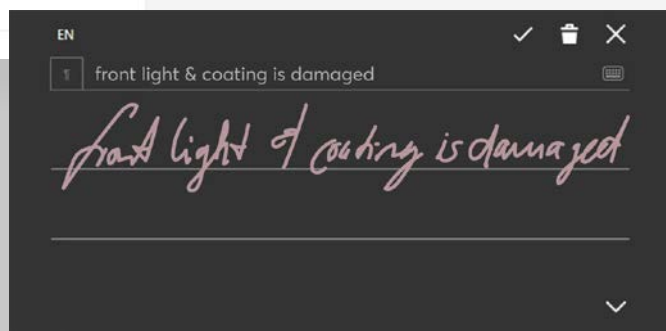 EN
¶ front light & coating is damaged
front light & coating is damaged